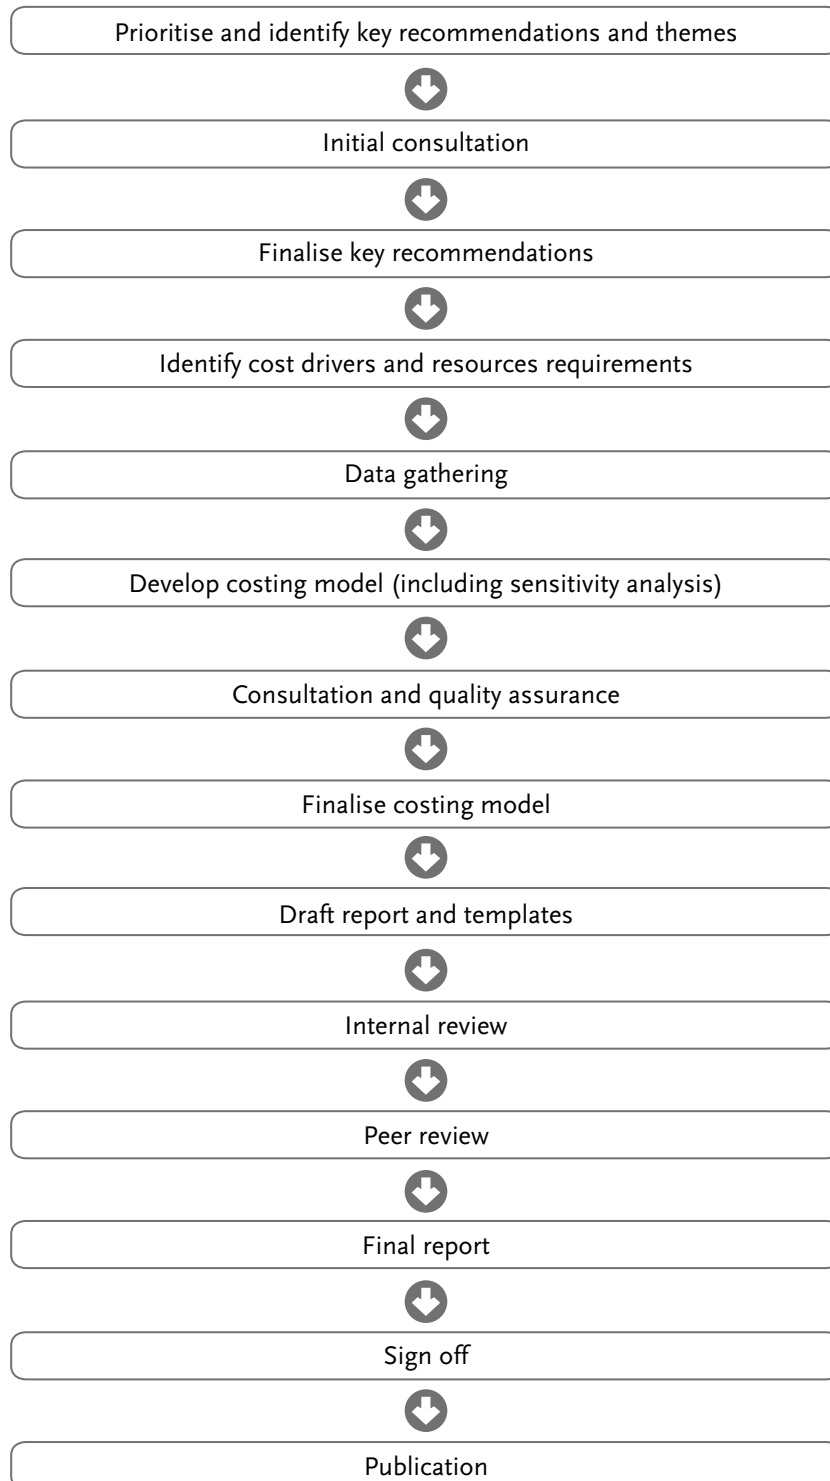 Prioritise and identify key recommendations and themes
Initial consultation
Finalise key recommendations
Identify cost drivers and resources requirements
Data gathering
Develop costing model (including sensitivity analysis)
Consultation and quality assurance
Finalise costing model
Draft report and templates
Internal review
Peer review
Final report
Sign off
Publication